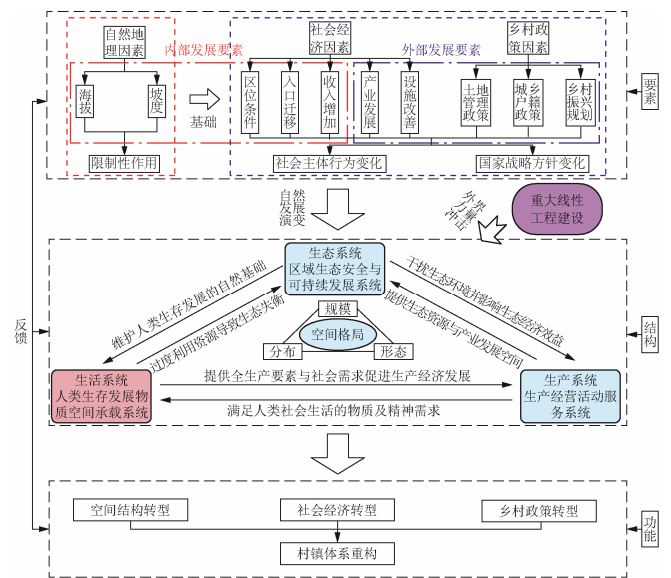 自然地
理因素
社会经
济因素
乡村政
策因素
内部发展要素
外部发展要素
海拔
坡度
基础
区位条件
人口迁移
收入增加
产业发展
设施改善
土地
管理
政策
城乡
户籍
政策
乡村
振兴
规划
限制性作用
社会主体行为变化
国家战略方针变化
要素
自然
发展
演变
外界
力量
冲击
重大线性
工程建设
生态系统
区域生态安全与
可持续发展系统
维护人类生存发展的自然基础
过度利用资源导致生态失衡
干扰生态环境并影响生态经济效益
提供生态资源与产业发展空间
规模
空间格局
分布
形态
反馈
结构
生活系统
人类生存发展物
质空间承载系统
提供全生产要素与社会需求促进生产经济发展
满足人类社会生活的物质及精神需求
生产系统
生产经营活动服
务系统
空间结构转型
社会经济转型
乡村政策转型
村镇体系重构
功能